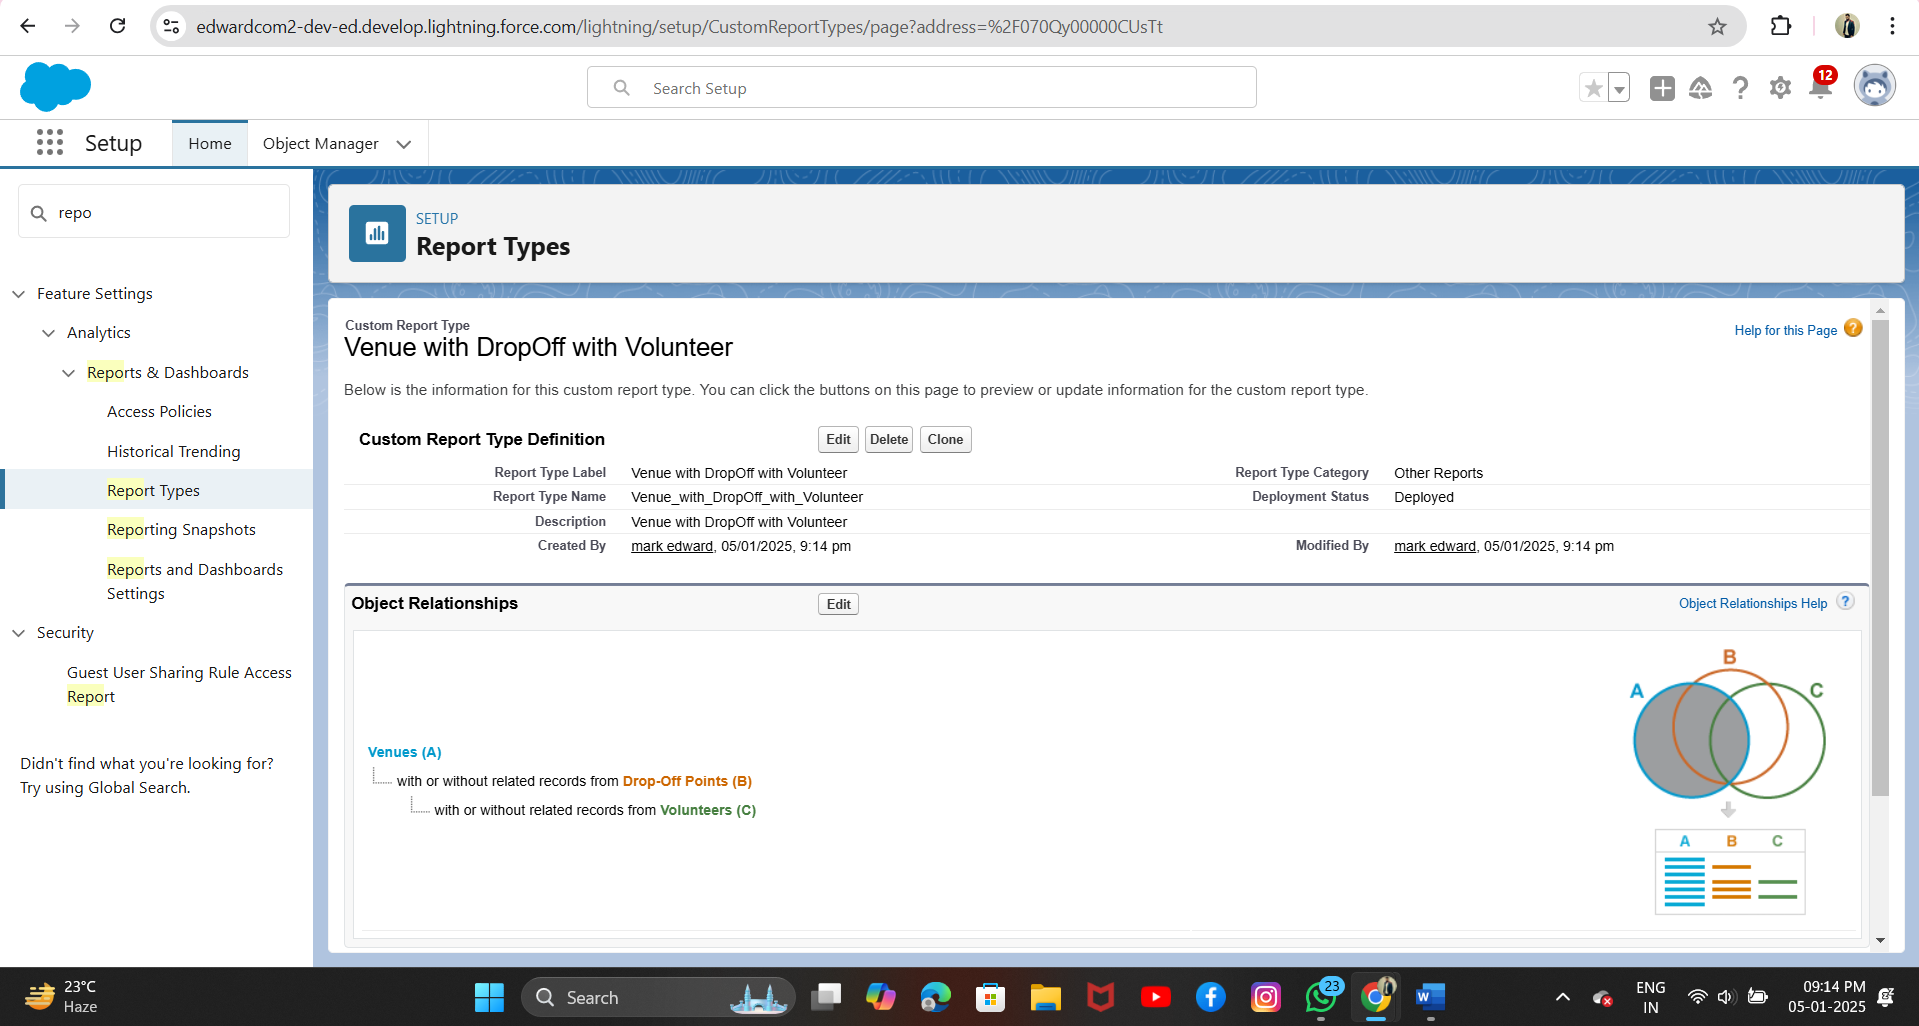 edwardcom2-dev-ed.develop.lightning.force.com/lightning/setup/CustomReportTypes/page?address=%2F070Qy00000CUsTt
Search Setup
12
Setup
Home
Object Manager
repo
Feature Settings
Analytics
Reports & Dashboards
Access Policies
Historical Trending
Report Types
Reporting Snapshots
Reports and Dashboards
Settings
Security
Guest User Sharing Rule Access
Report
Didn't find what you're looking for?
Try using Global Search.
SETUP
Report Types
Custom Report Type
Venue with DropOff with Volunteer
Help for this Page ?
Below is the information for this custom report type. You can click the buttons on this page to preview or update information for the custom report type.
Custom Report Type Definition
Edit
Delete
Clone
Report Type Label Venue with DropOff with Volunteer
Report Type Category Other Reports
Report Type Name Venue_with_DropOff_with_Volunteer
Deployment Status Deployed
Description Venue with DropOff with Volunteer
Created By mark edward, 05/01/2025, 9:14 pm
Modified By mark edward, 05/01/2025, 9:14 pm
Object Relationships
Edit
Object Relationships Help ?
Venues (A)
with or without related records from Drop-Off Points (B)
with or without related records from Volunteers (C)
B
A
C
A B C
23°C
Haze
Search
23
ENG
IN
09:14 PM
05-01-2025